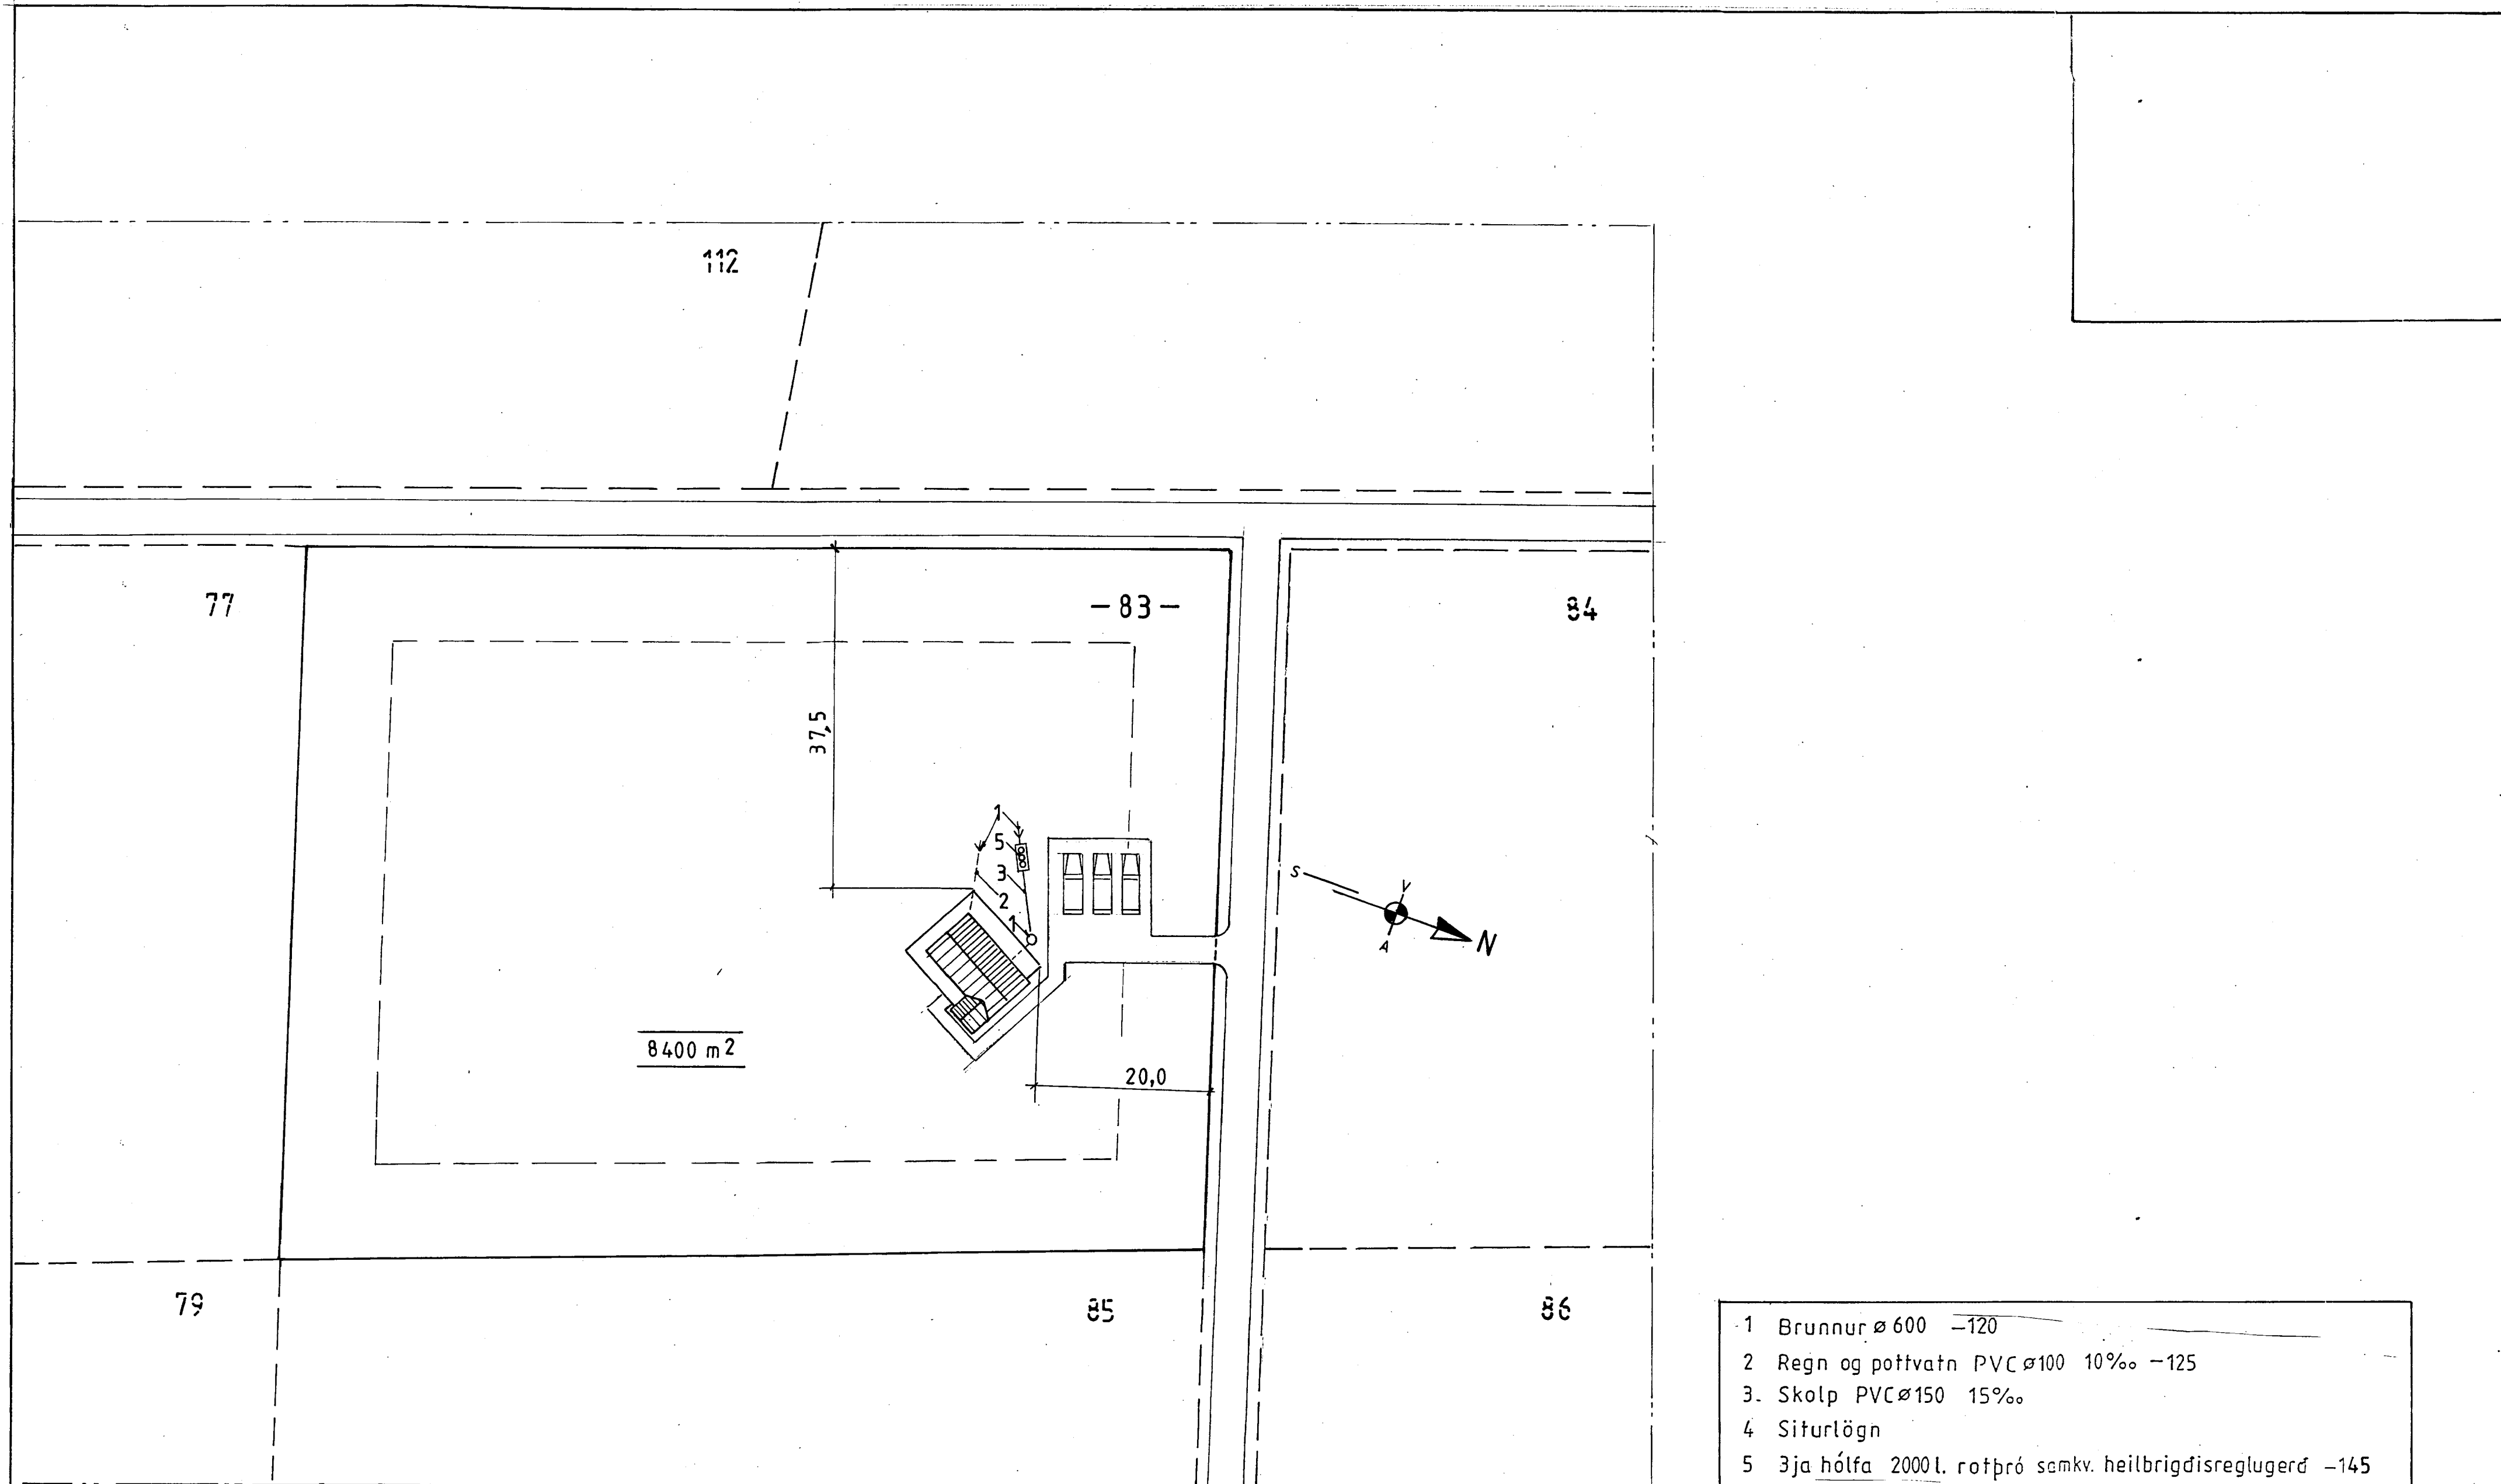 112
77
-83-
84
37,5
1
5
3
2
1
S
V
A
N
8400 m2
20,0
79
85
86
1 Brunnur ø 600 -120
2 Regn og pottvatn PVC ø100 10‰ -125
3. Skolp PVC ø150 15‰
4 Siturlögn
5 3ja hólfa 2000 l. rotþró samkv. heilbrigðisreglugerð -145